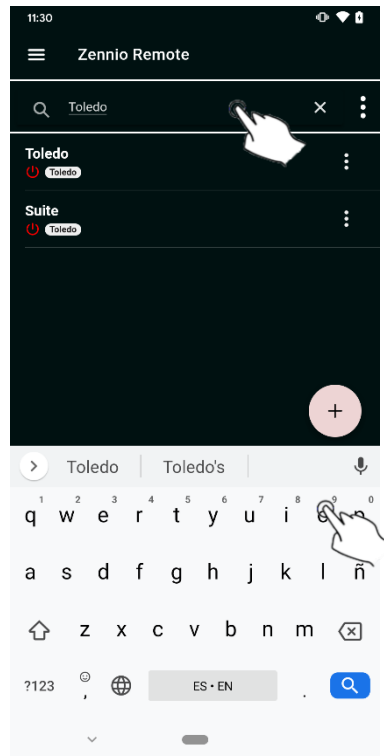 11:30
Zennio Remote
Toledo
Toledo
Toledo
Suite
Toledo
+
Toledo Toledo's
1 2 3 4 5 6 7 8 9 0
q w e r t y u i o p
a s d f g h j k l ñ
z x c v b n m
?123 , ES • EN .